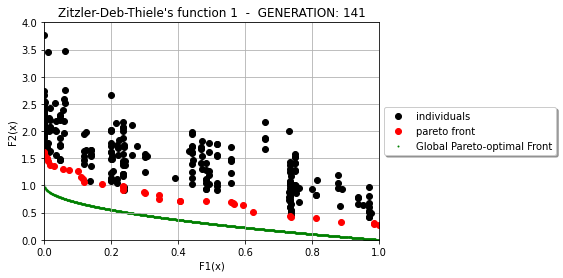 Zitzler-Deb-Thiele's function 1 - GENERATION: 141
4.0
3.5
3.0
2.5
2.0
1.5
1.0
0.5
0.0
F2(x)
0.0 0.2 0.4 0.6 0.8 1.0
F1(x)
individuals
pareto front
Global Pareto-optimal Front